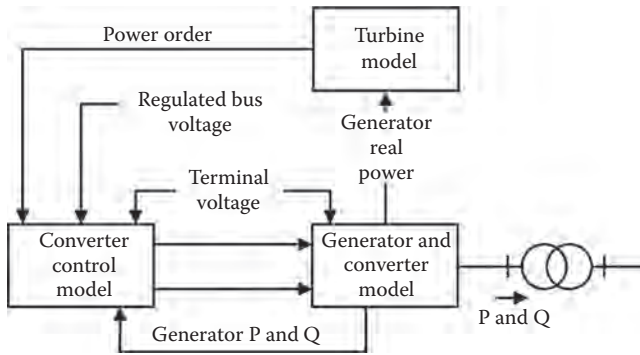 Power order
Turbine
model
Regulated bus
voltage
Generator
real
power
Terminal
voltage
Converter
control
model
Generator and
converter
model
P and Q
Generator P and Q